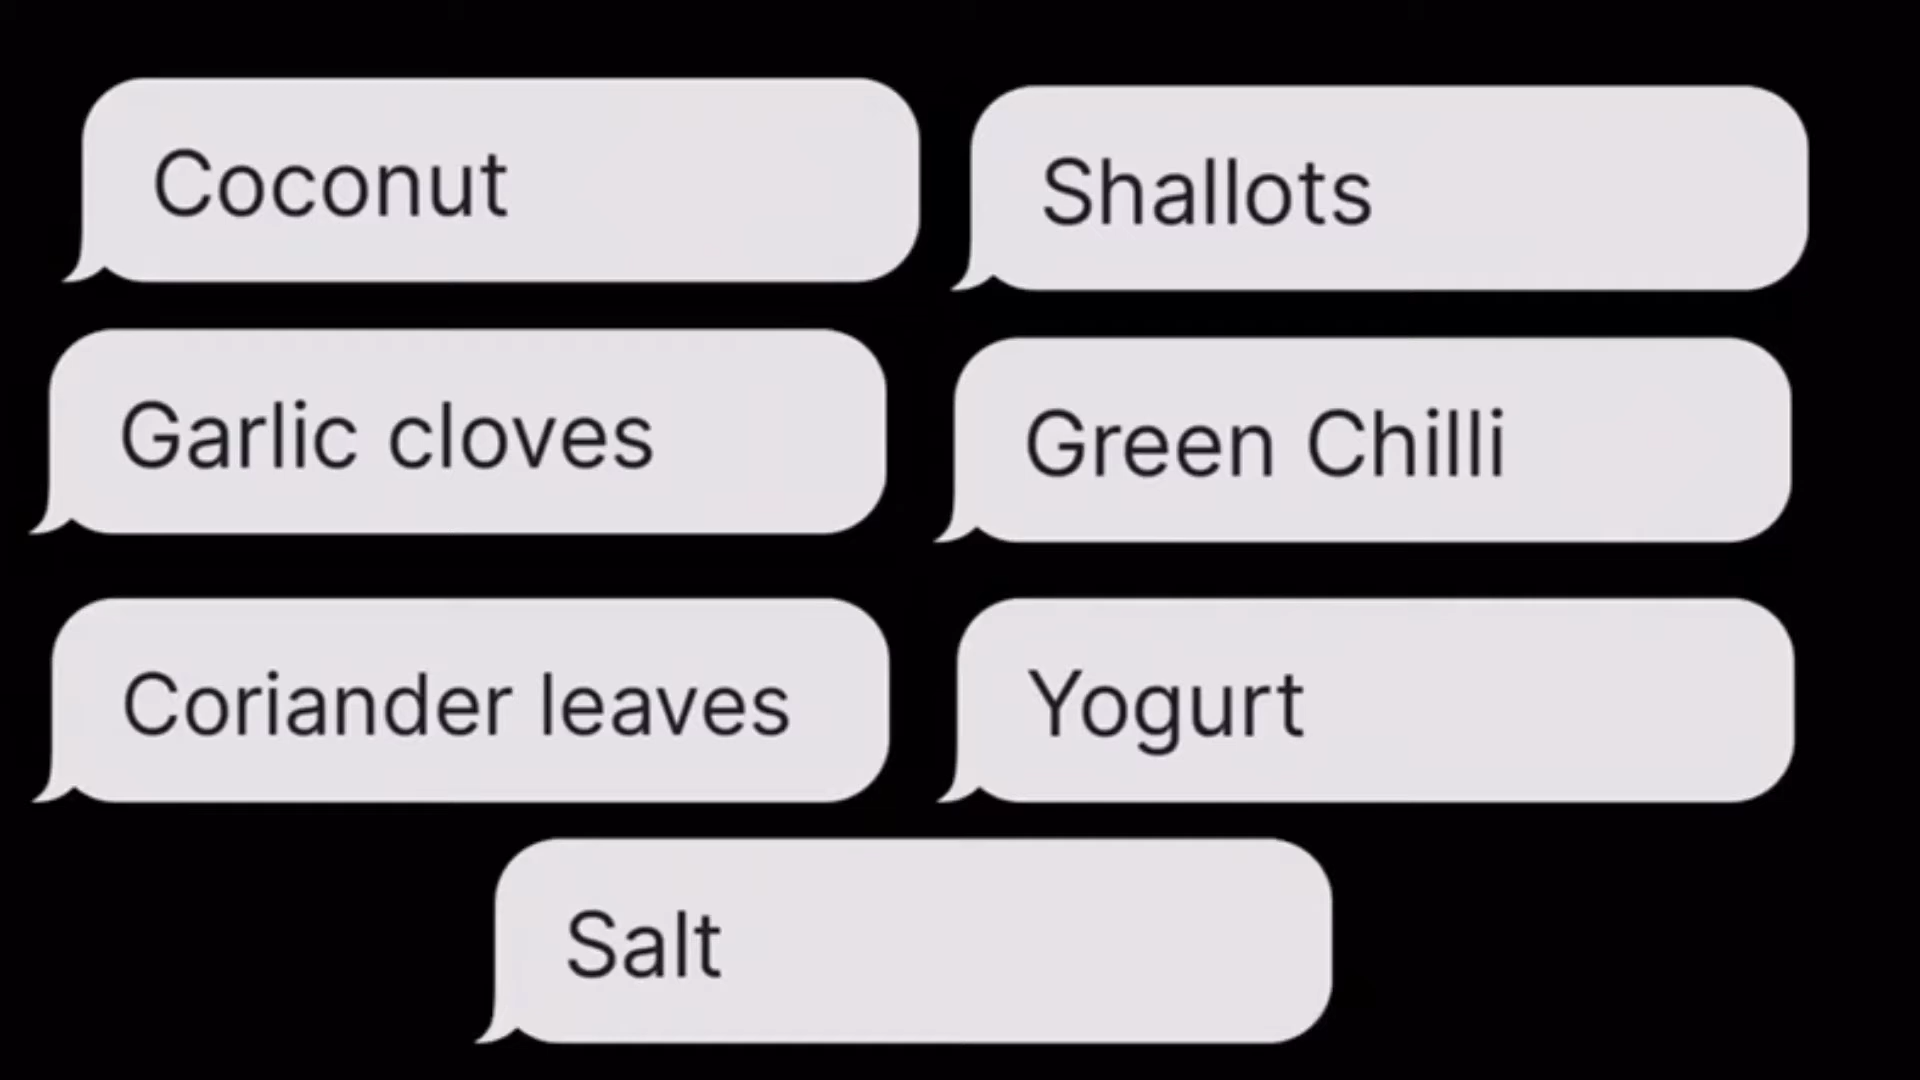 Coconut
Shallots
Garlic cloves
Green Chilli
Coriander leaves
Yogurt
Salt